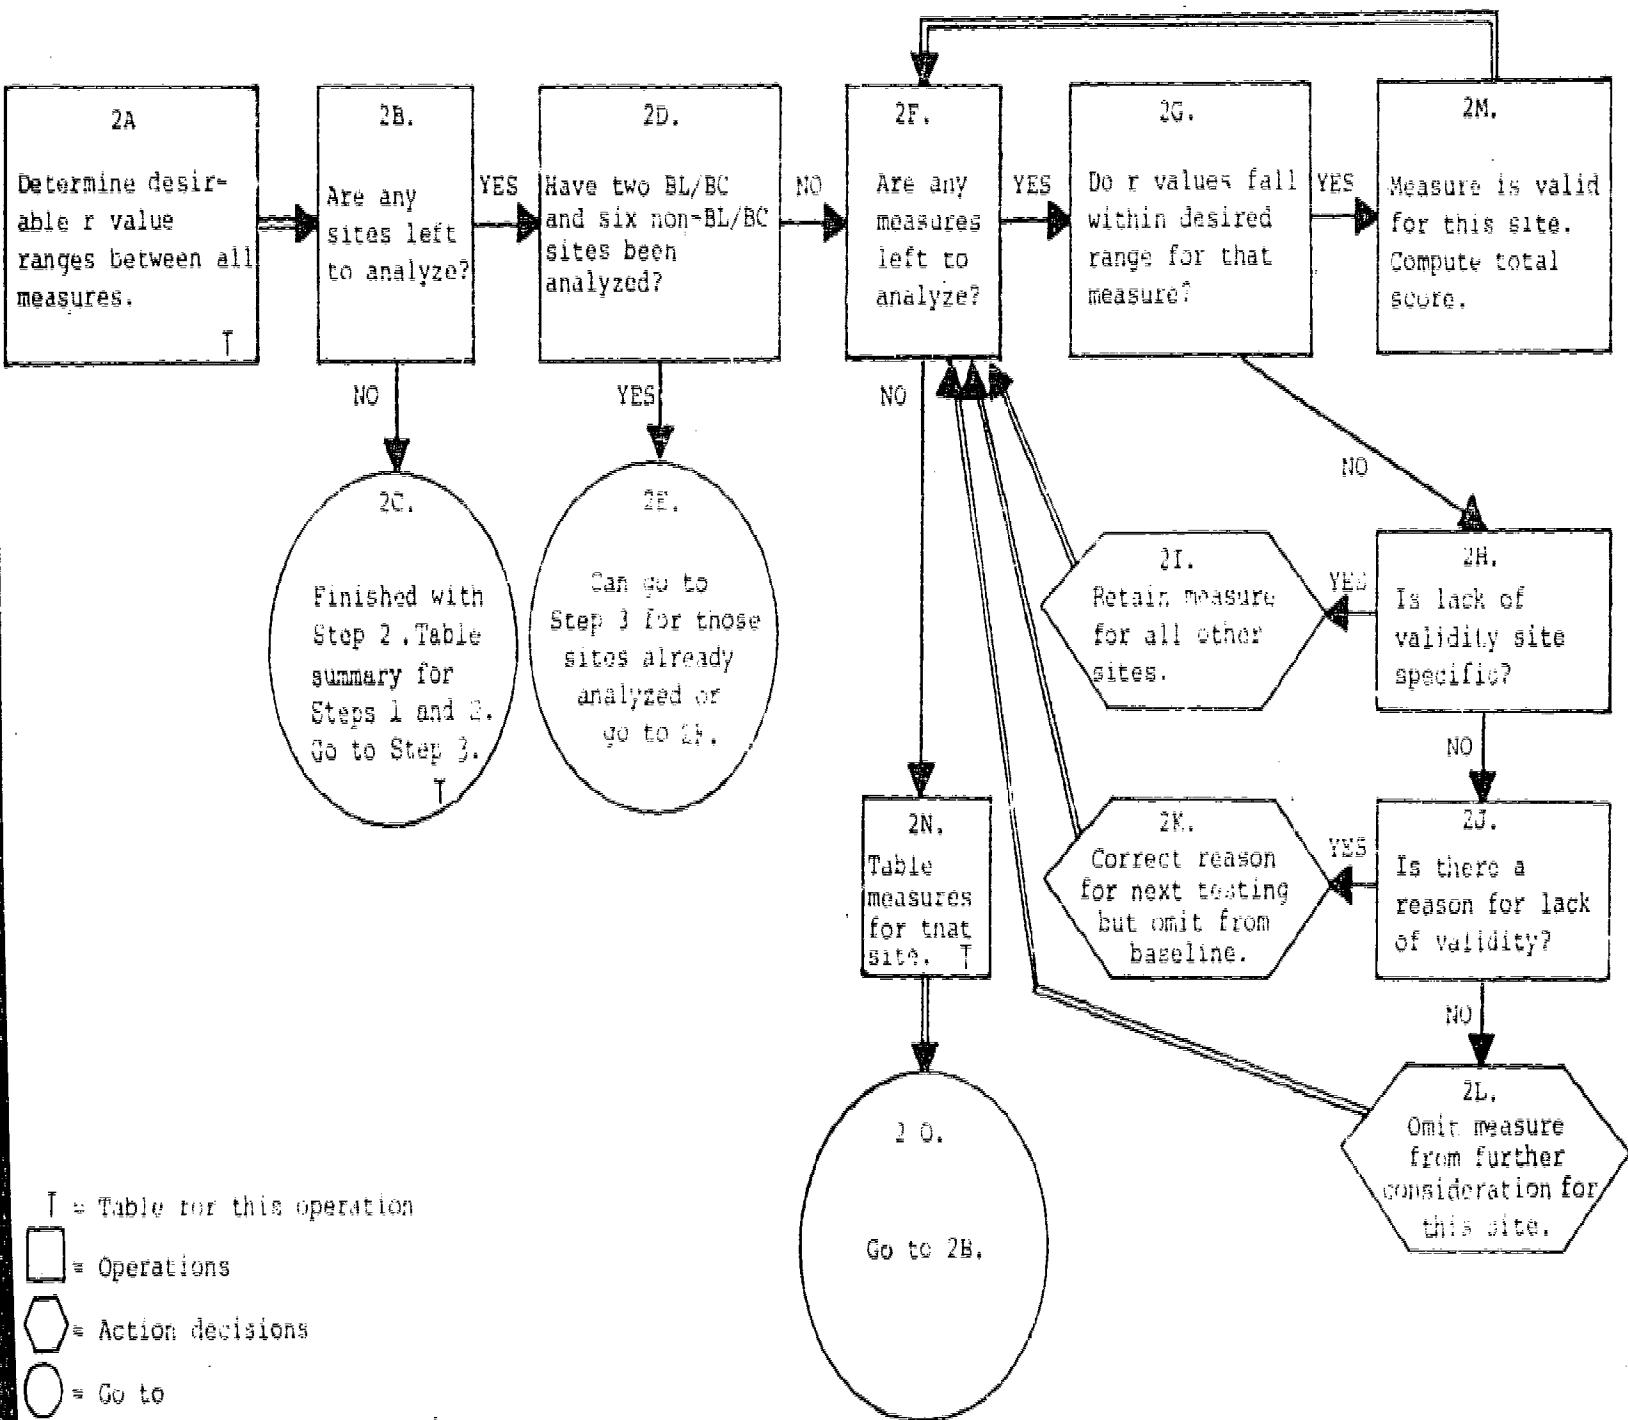 2A
Determine desir-
able r value
ranges between all
measures.
T
2B.
Are any
sites left
to analyze?
YES
NO
2C.
Finished with
Step 2. Table
summary for
Steps 1 and 2.
Go to Step 3.
T
2D.
Have two BL/BC
and six non-BL/BC
sites been
analyzed?
NO
YES
2E.
Can go to
Step 3 for those
sites already
analyzed or
go to 2F.
2F.
Are any
measures
left to
analyze?
YES
NO
2G.
Do r values fall
within desired
range for that
measure?
YES
NO
2M.
Measure is valid
for this site.
Compute total
score.
2H.
Is lack of
validity site
specific?
YES
NO
2I.
Retain measure
for all other
sites.
2J.
Is there a
reason for lack
of validity?
YES
NO
2K.
Correct reason
for next testing
but omit from
baseline.
2L.
Omit measure
from further
consideration for
this site.
2N.
Table
measures
for that
site. T
2 O.
Go to 2B.
T = Table for this operation
= Operations
= Action decisions
= Go to